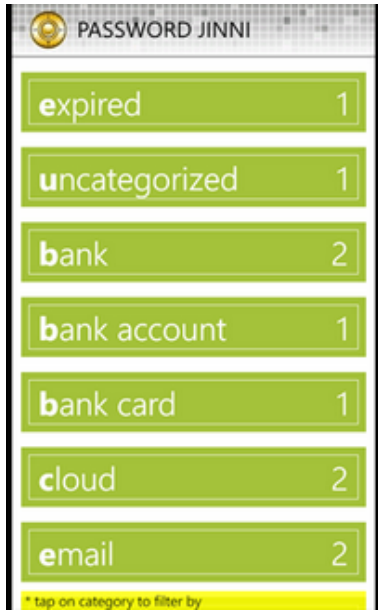 PASSWORD JINNI
expired 1
uncategorized 1
bank 2
bank account 1
bank card 1
cloud 2
email 2
* tap on category to filter by